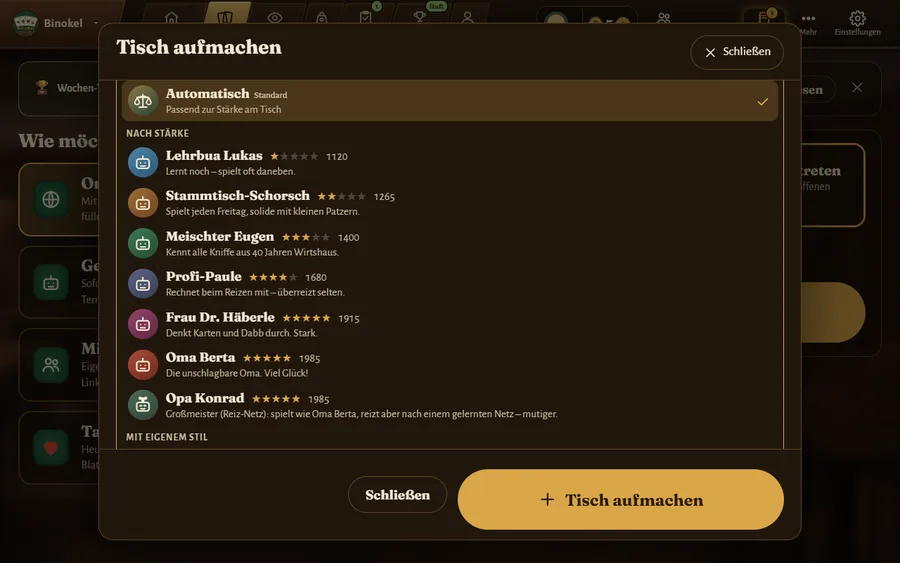 Binokel
1
läuft
5
1
Mehr
Einstellungen
Tisch aufmachen
Schließen
Wochen-
Wie möc
Automatisch Standard
Passend zur Stärke am Tisch
NACH STÄRKE
Lehrbua Lukas 1120
Lernt noch – spielt oft daneben.
Stammtisch-Schorsch 1265
Spielt jeden Freitag, solide mit kleinen Patzern.
Meischter Eugen 1400
Kennt alle Kniffe aus 40 Jahren Wirtshaus.
Profi-Paule 1680
Rechnet beim Reizen mit – überreizt selten.
Frau Dr. Häberle 1915
Denkt Karten und Dabb durch. Stark.
Oma Berta 1985
Die unschlagbare Oma. Viel Glück!
Opa Konrad 1985
Großmeister (Reiz-Netz): spielt wie Oma Berta, reizt aber nach einem gelernten Netz – mutiger.
MIT EIGENEM STIL
Schließen
+ Tisch aufmachen